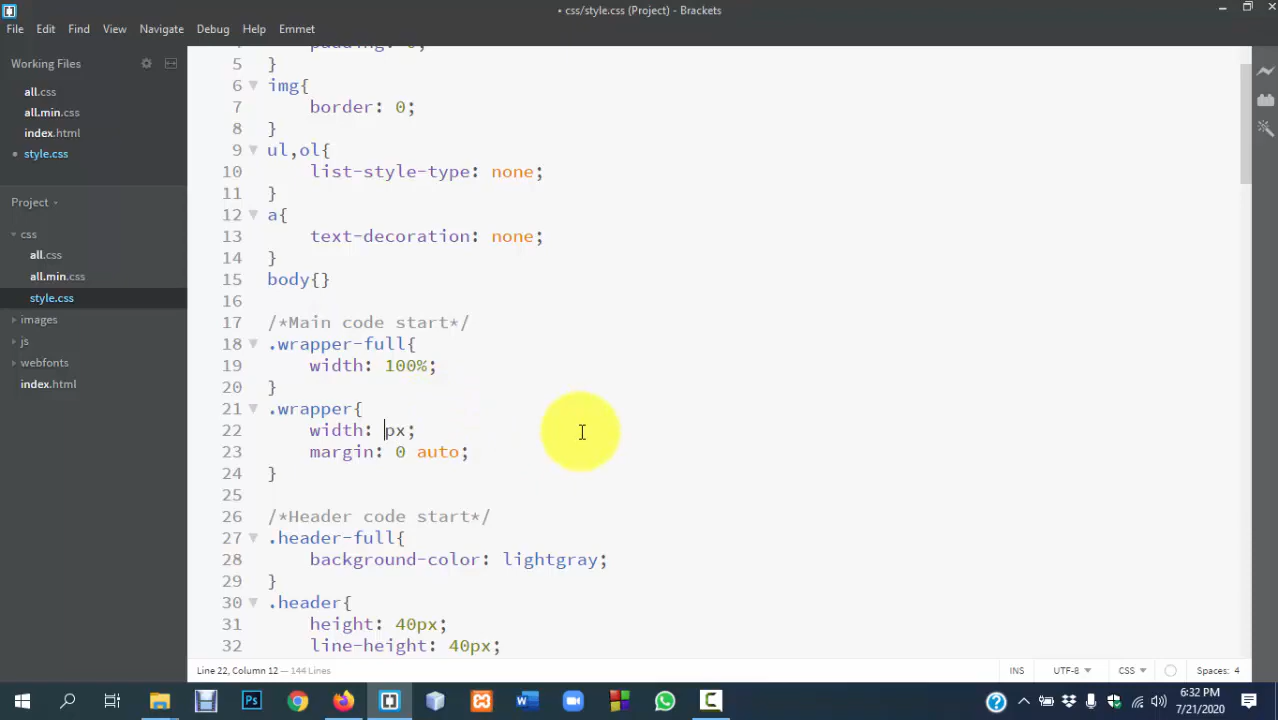 • css/style.css (Project) - Brackets
File Edit Find View Navigate Debug Help Emmet
Working Files
all.css
all.min.css
index.html
• style.css
Project
css
all.css
all.min.css
style.css
images
js
webfonts
index.html
padding: 0;
5 }
6 img{
7 border: 0;
8 }
9 ul,ol{
10 list-style-type: none;
11 }
12 a{
13 text-decoration: none;
14 }
15 body{}
16
17 /*Main code start*/
18 .wrapper-full{
19 width: 100%;
20 }
21 .wrapper{
22 width: px;
23 margin: 0 auto;
24 }
25
26 /*Header code start*/
27 .header-full{
28 background-color: lightgray;
29 }
30 .header{
31 height: 40px;
32 line-height: 40px;
Line 22, Column 12 — 144 Lines
INS UTF-8 CSS Spaces: 4
Ps
6:32 PM
7/21/2020